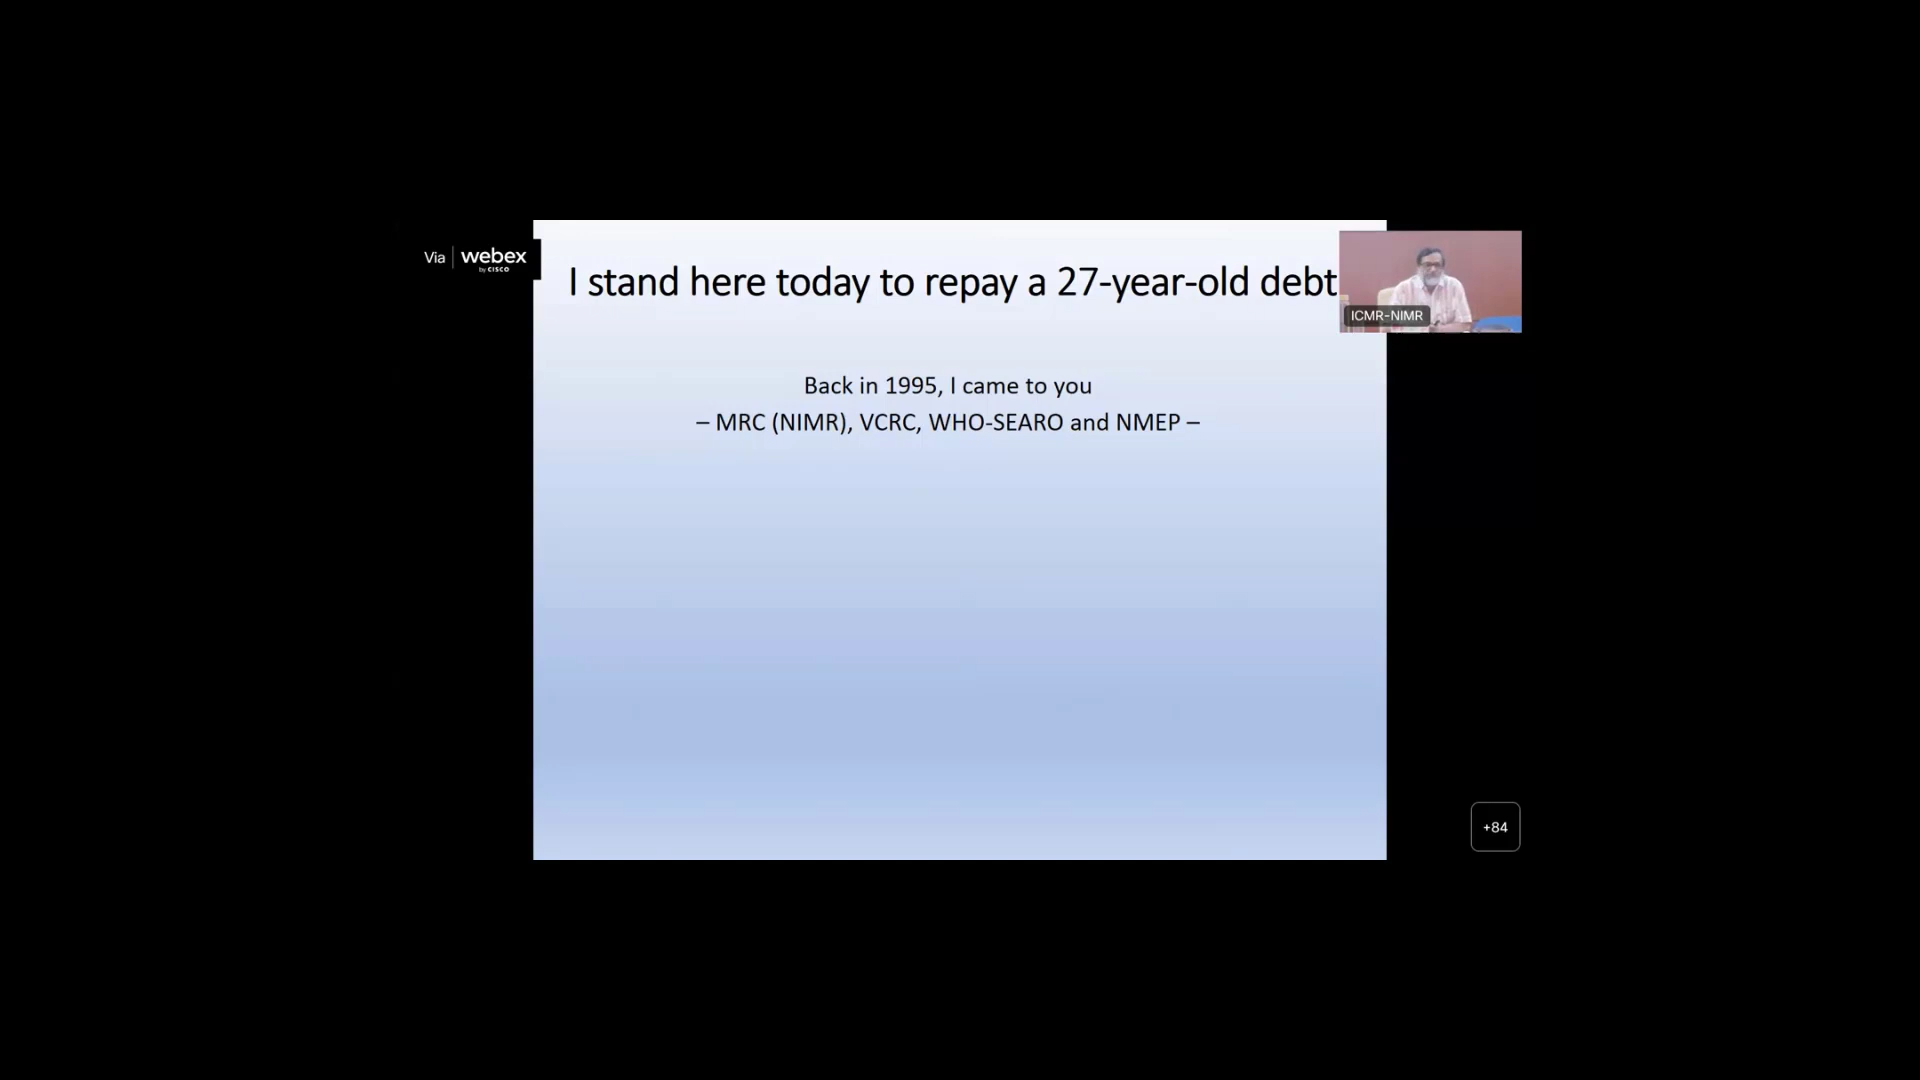 Via webex
by CISCO
I stand here today to repay a 27-year-old debt
ICMR-NIMR
Back in 1995, I came to you
– MRC (NIMR), VCRC, WHO-SEARO and NMEP –
+84